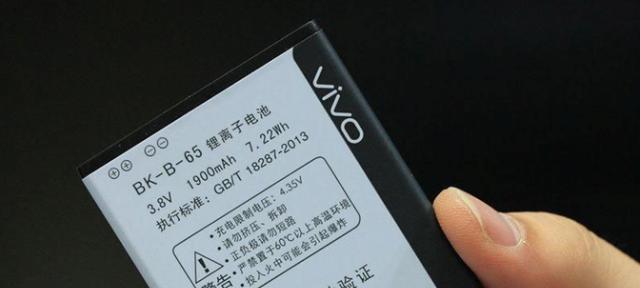 vivo
⊕ ⊕ ⊖ ⊖
BK-B-65 锂离子电池
3.8V 1900mAh 7.22Wh
执行标准: GB/T 18287-2013
•充电限制电压: 4.35V
•请勿挤压、拆卸
•正负极请勿短路
•严禁置于60℃以上高温环境
•投入火中可能会引起爆炸
警告
验证